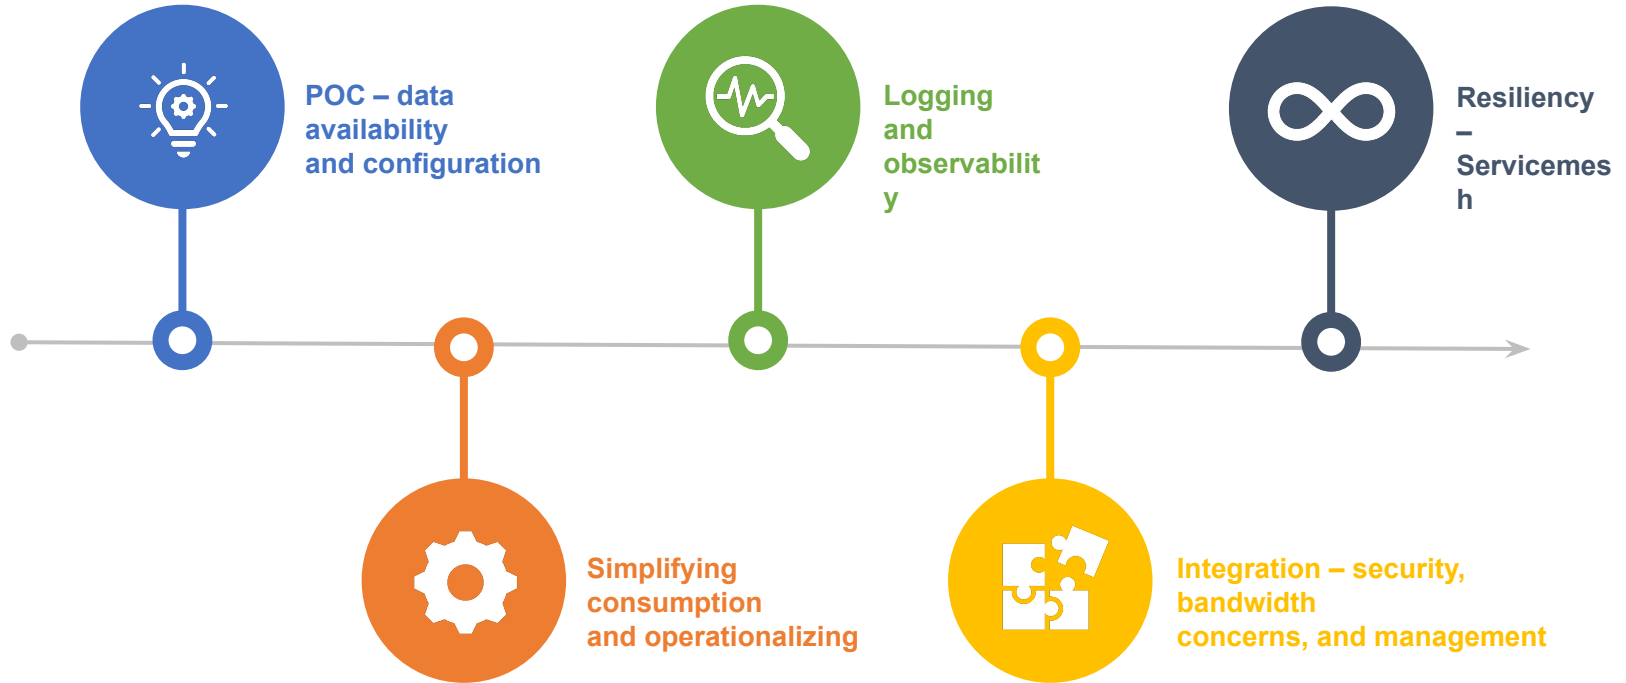 POC – data
availability
and configuration
Simplifying
consumption
and operationalizing
Logging
and
observabilit
y
Integration – security,
bandwidth
concerns, and management
Resiliency
–
Servicemes
h